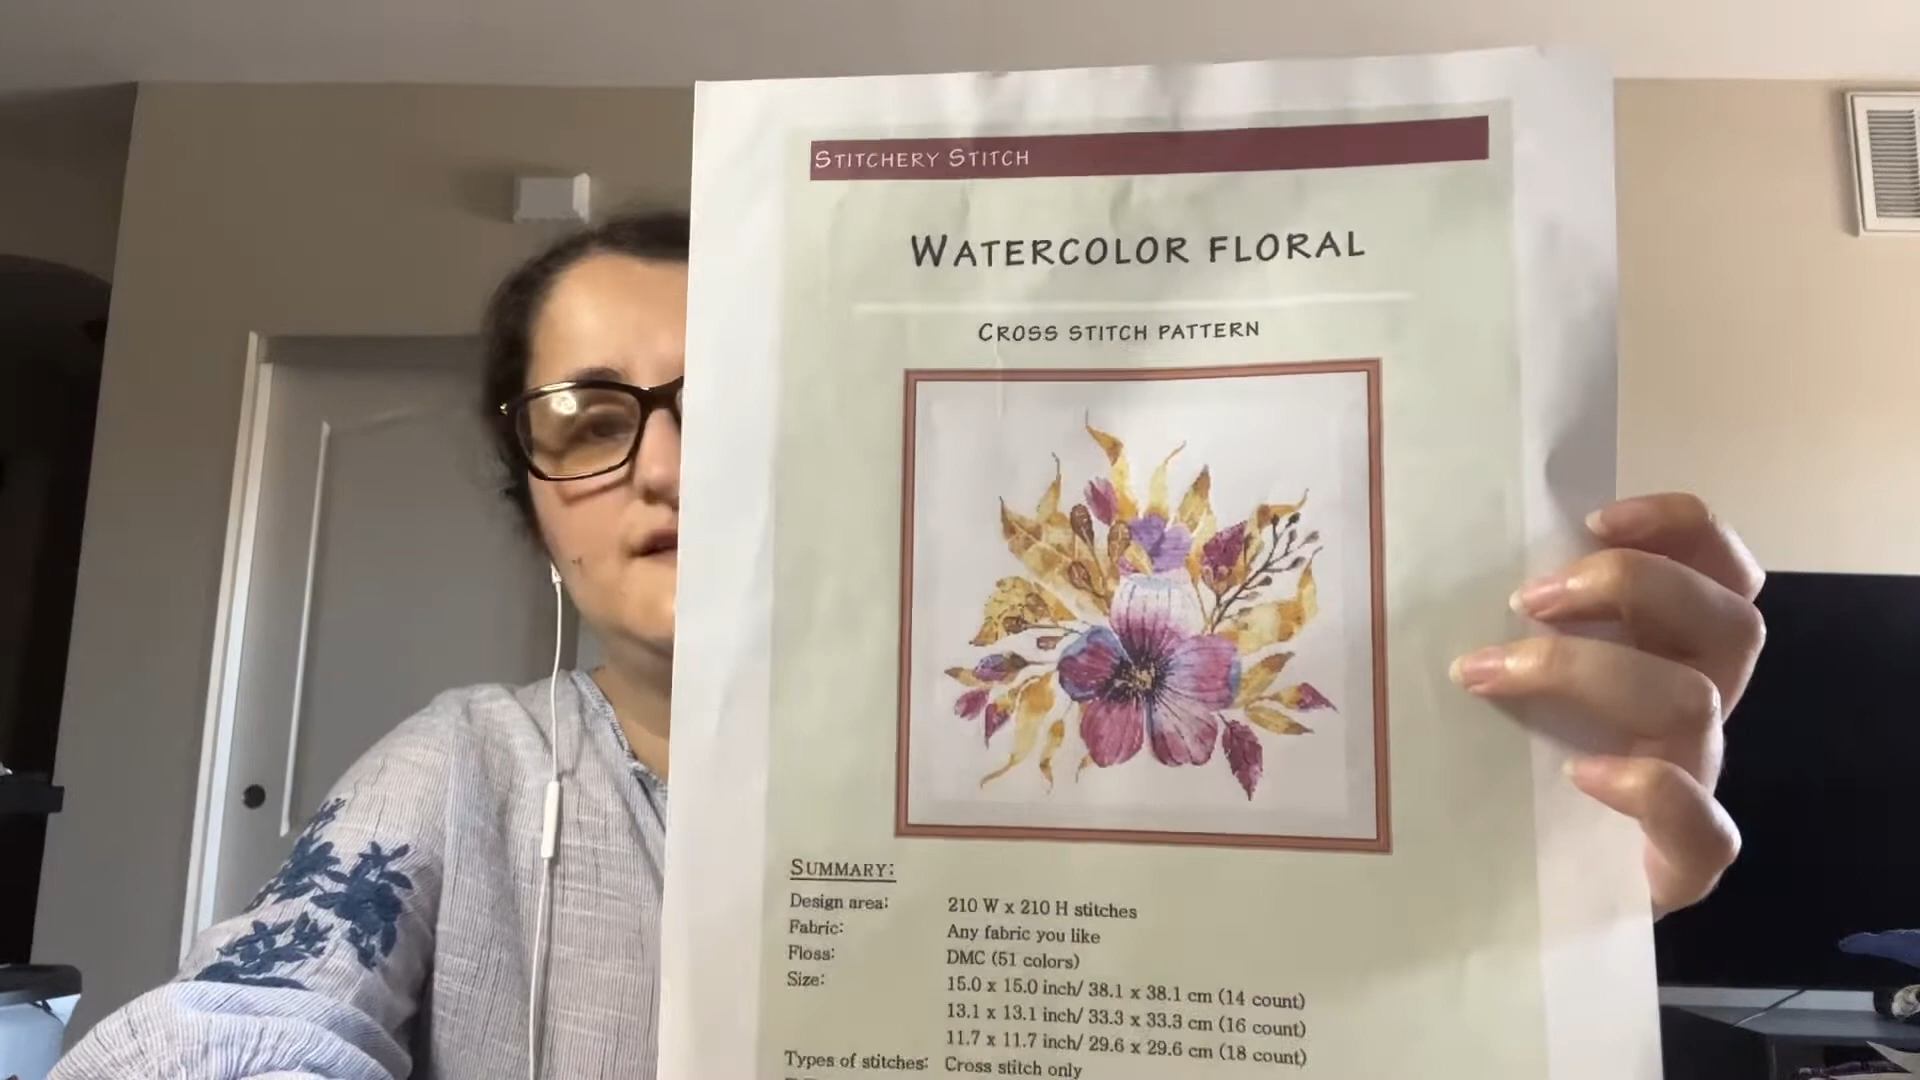 STITCHERY STITCH
WATERCOLOR FLORAL
CROSS STITCH PATTERN
SUMMARY:
Design area: 210 W x 210 H stitches
Fabric: Any fabric you like
Floss: DMC (51 colors)
Size: 15.0 x 15.0 inch/ 38.1 x 38.1 cm (14 count)
13.1 x 13.1 inch/ 33.3 x 33.3 cm (16 count)
11.7 x 11.7 inch/ 29.6 x 29.6 cm (18 count)
Types of stitches: Cross stitch only